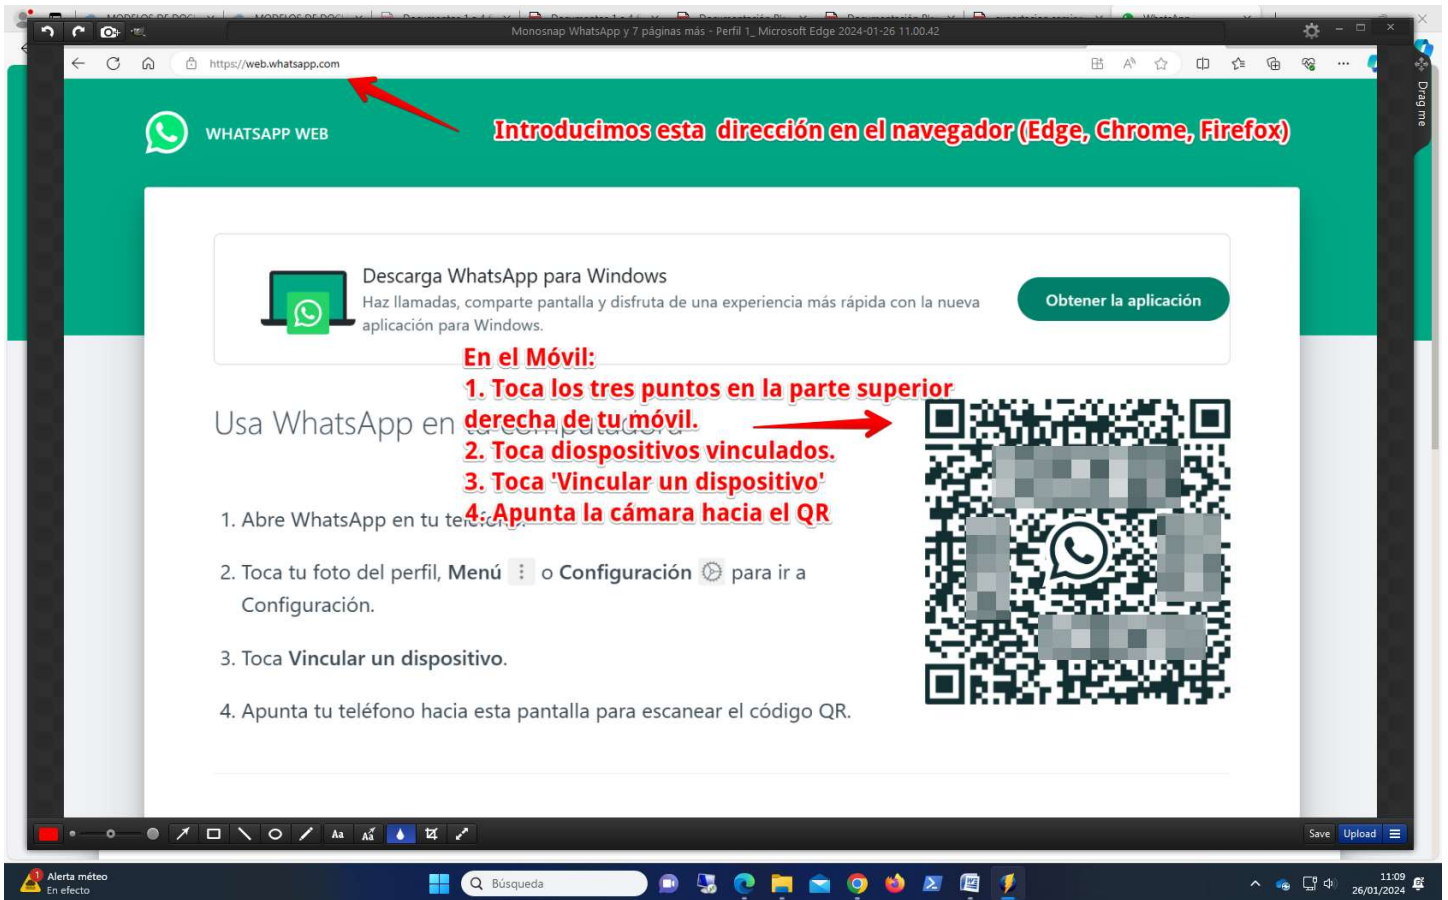 Monosnap WhatsApp y 7 páginas más - Perfil 1_ Microsoft Edge 2024-01-26 11.00.42
https://web.whatsapp.com
Drag me
WHATSAPP WEB
Introducimos esta dirección en el navegador (Edge, Chrome, Firefox)
Descarga WhatsApp para Windows
Haz llamadas, comparte pantalla y disfruta de una experiencia más rápida con la nueva
aplicación para Windows.
Obtener la aplicación
En el Móvil:
1. Toca los tres puntos en la parte superior
derecha de tu móvil.
2. Toca diospositivos vinculados.
3. Toca 'Vincular un dispositivo'
4. Apunta la cámara hacia el QR
Usa WhatsApp en tu computadora
1. Abre WhatsApp en tu teléfono.
2. Toca tu foto del perfil, Menú o Configuración para ir a
Configuración.
3. Toca Vincular un dispositivo.
4. Apunta tu teléfono hacia esta pantalla para escanear el código QR.
Aa
Aa
Save
Upload
1
Alerta méteo
En efecto
Búsqueda
11:09
26/01/2024